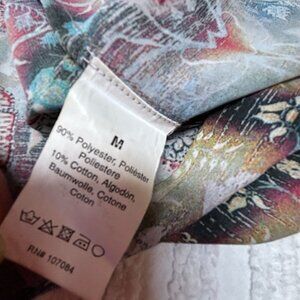 M
90% Polyester, Poliéster
Poliestere
10% Cotton, Algodón,
Baumwolle, Cotone
Coton
RN# 107084